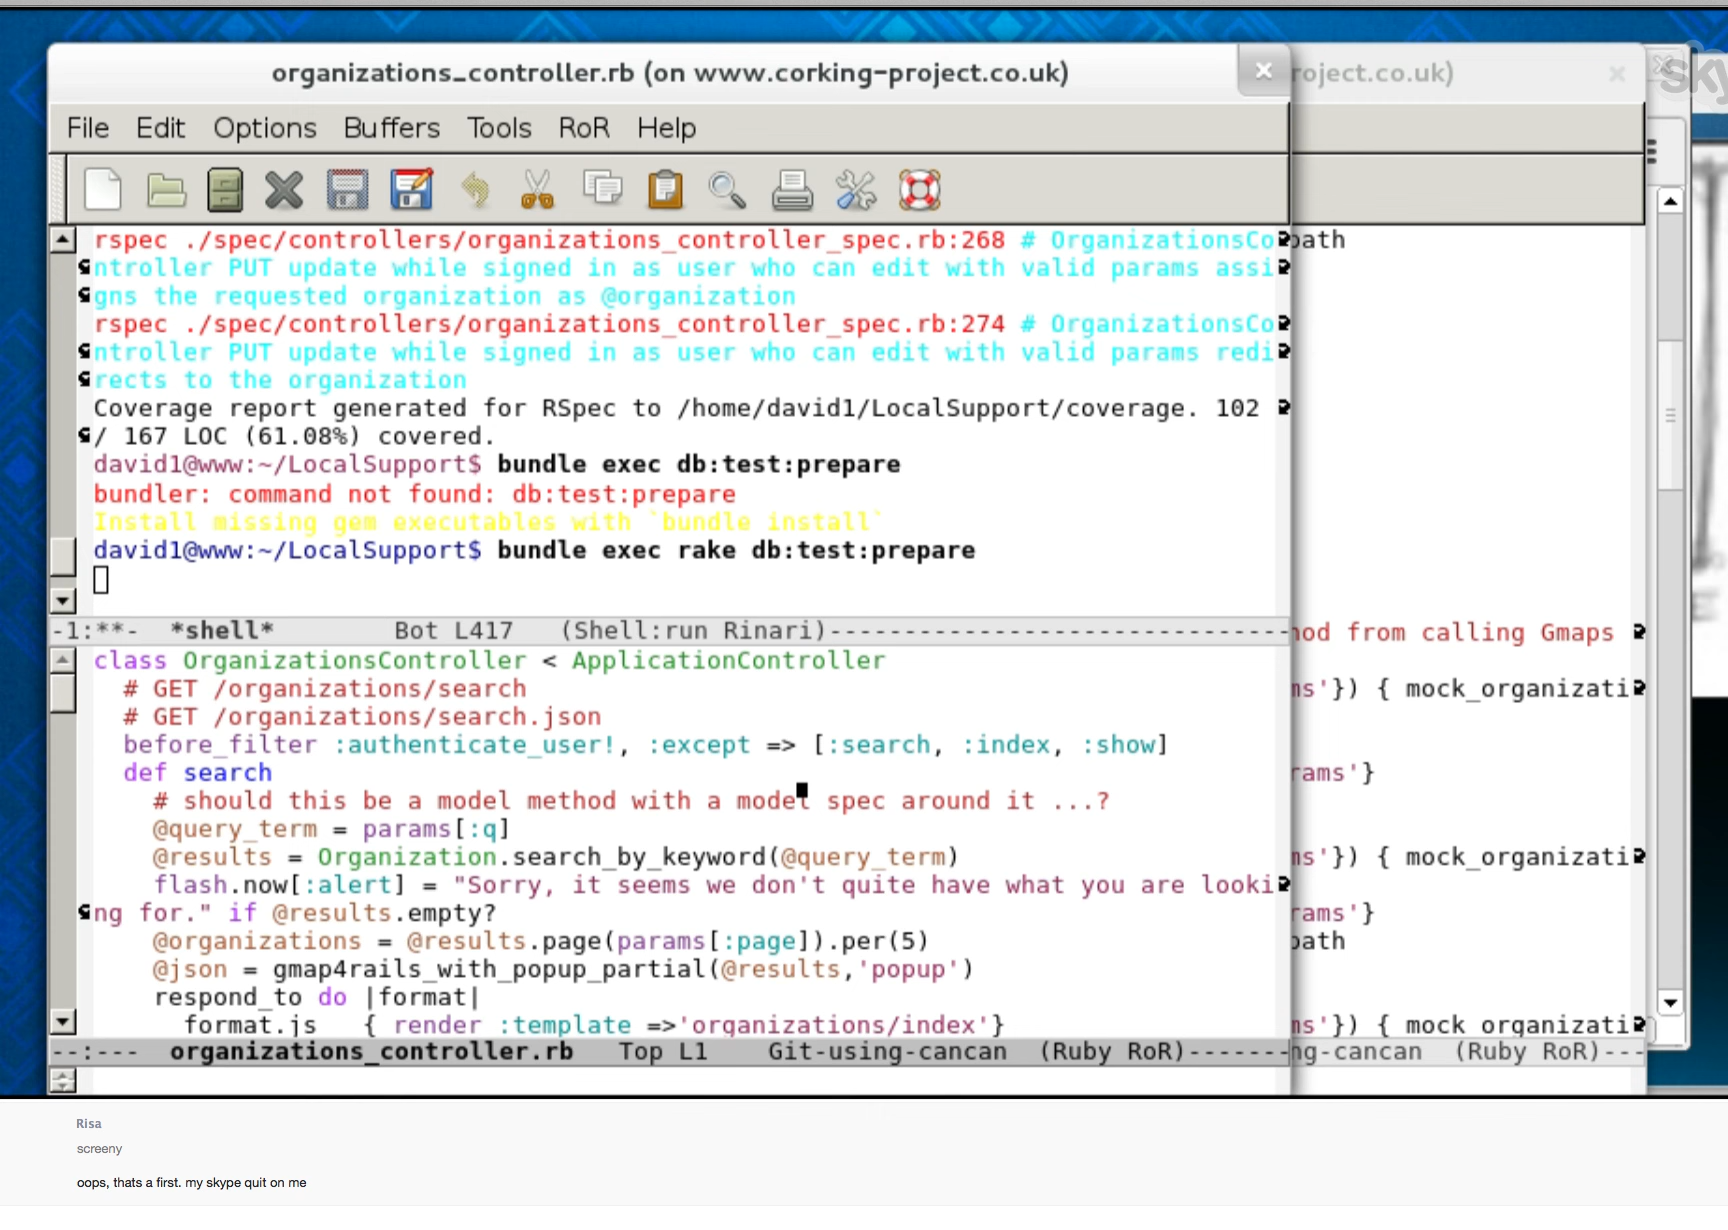 organizations_controller.rb (on www.corking-project.co.uk)
roject.co.uk)
File Edit Options Buffers Tools RoR Help
rspec ./spec/controllers/organizations_controller_spec.rb:268 # OrganizationsCo
ntroller PUT update while signed in as user who can edit with valid params assi
gns the requested organization as @organization
rspec ./spec/controllers/organizations_controller_spec.rb:274 # OrganizationsCo
ntroller PUT update while signed in as user who can edit with valid params redi
rects to the organization
Coverage report generated for RSpec to /home/david1/LocalSupport/coverage. 102
/ 167 LOC (61.08%) covered.
david1@www:~/LocalSupport$ bundle exec db:test:prepare
bundler: command not found: db:test:prepare
Install missing gem executables with `bundle install`
david1@www:~/LocalSupport$ bundle exec rake db:test:prepare
-1:**- *shell* Bot L417 (Shell:run Rinari)-------------------------------
class OrganizationsController < ApplicationController
# GET /organizations/search
# GET /organizations/search.json
before_filter :authenticate_user!, :except => [:search, :index, :show]
def search
# should this be a model method with a model spec around it ...?
@query_term = params[:q]
@results = Organization.search_by_keyword(@query_term)
flash.now[:alert] = "Sorry, it seems we don't quite have what you are looki
ng for." if @results.empty?
@organizations = @results.page(params[:page]).per(5)
@json = gmap4rails_with_popup_partial(@results,'popup')
respond_to do |format|
format.js { render :template =>'organizations/index'}
--:--- organizations_controller.rb Top L1 Git-using-cancan (Ruby RoR)-------
path
hod from calling Gmaps
ms'}) { mock_organizati
rams'}
ms'}) { mock_organizati
rams'}
path
ms'}) { mock_organizati
ng-cancan (Ruby RoR)---
sky
Risa
screeny
oops, thats a first. my skype quit on me